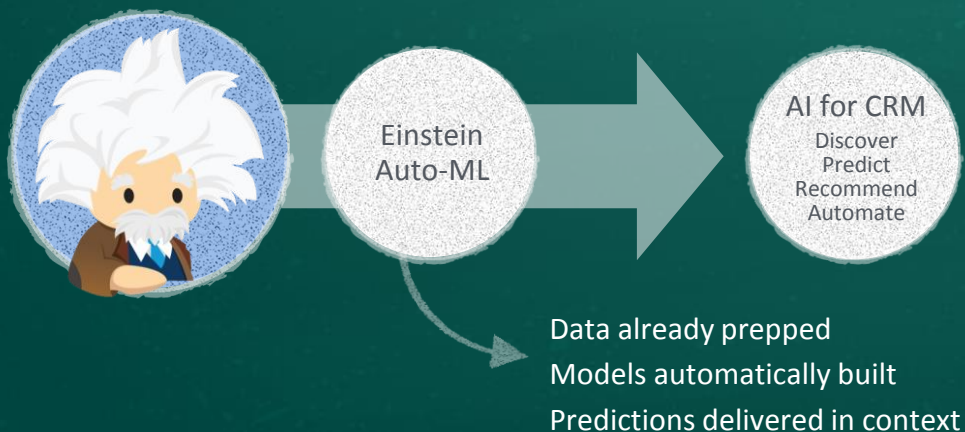 Einstein
Auto-ML
AI for CRM
Discover
Predict
Recommend
Automate
Data already prepped
Models automatically built
Predictions delivered in context